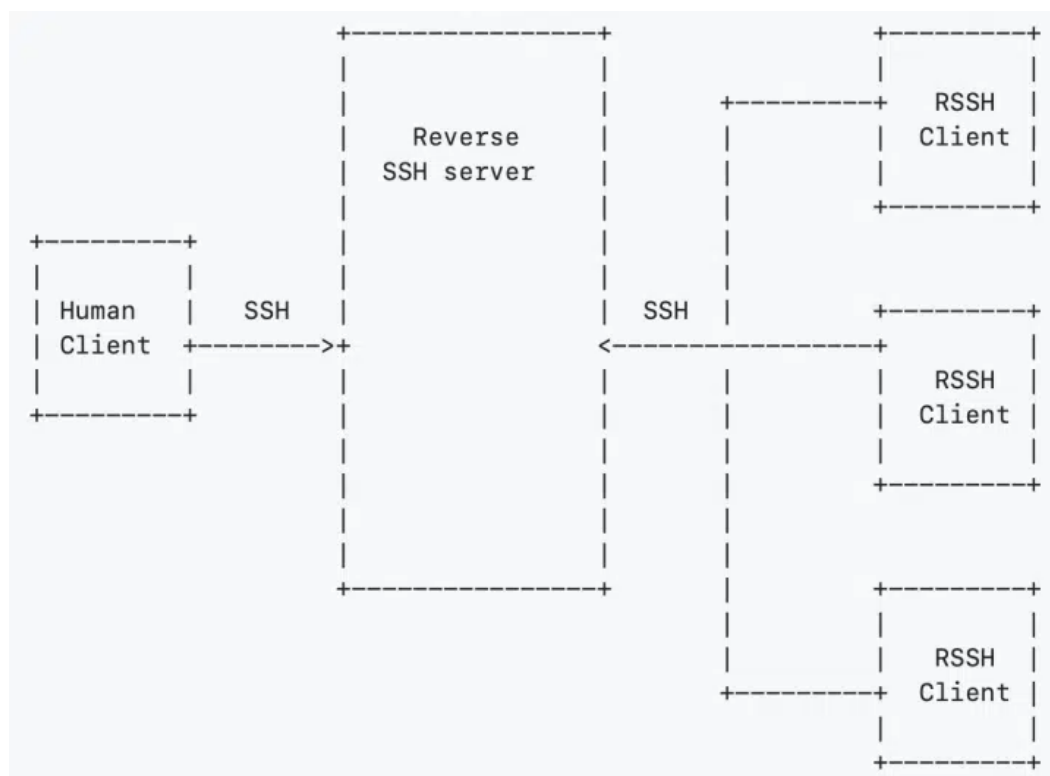 Reverse
SSH server
Human
Client
SSH
SSH
RSSH
Client
RSSH
Client
RSSH
Client